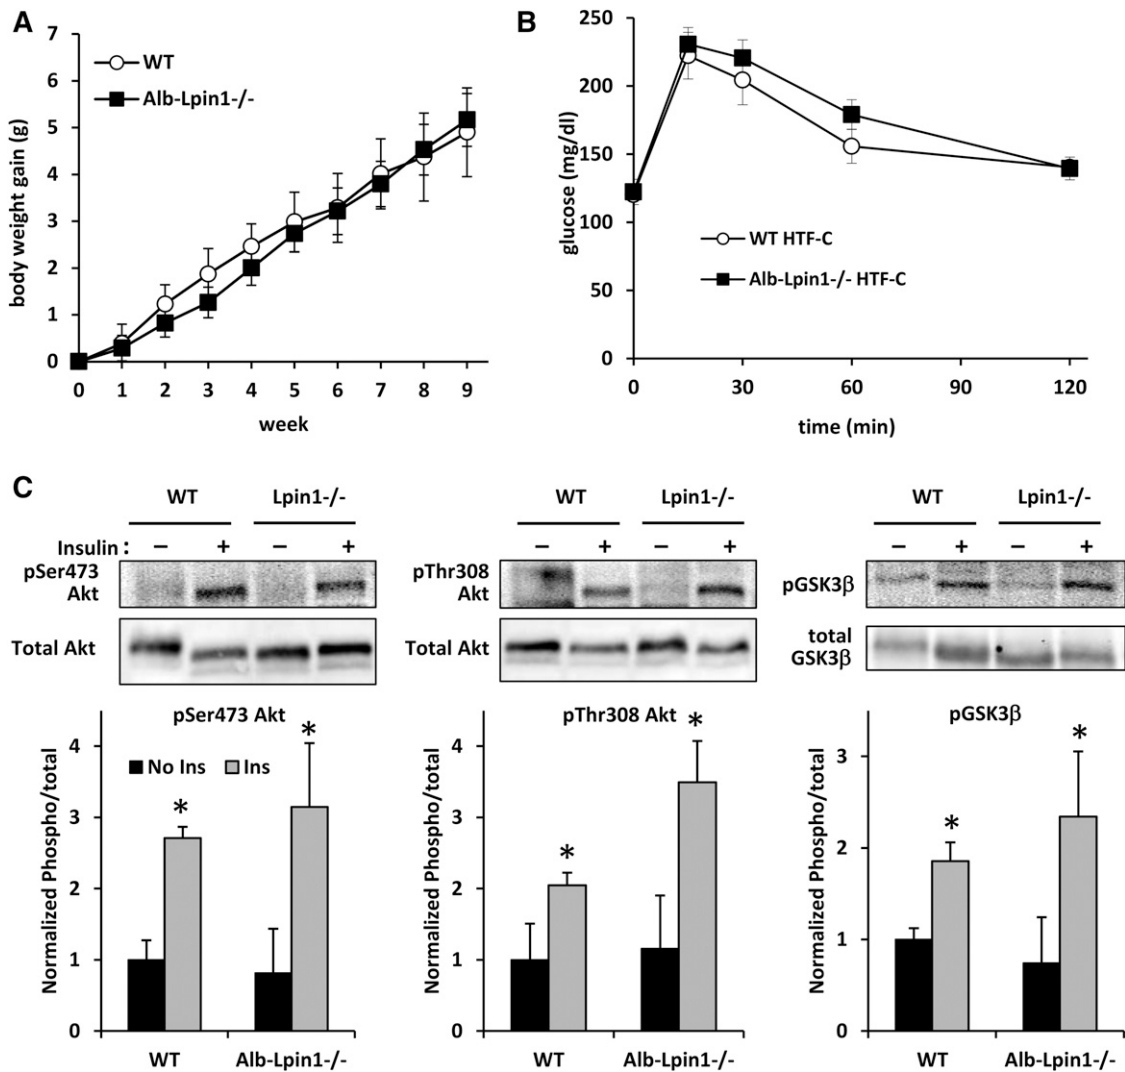 A
WT
Alb-Lpin1-/-
body weight gain (g)
7
6
5
4
3
2
1
0
0 1 2 3 4 5 6 7 8 9
week
B
glucose (mg/dl)
250
200
150
100
50
0
WT HTF-C
Alb-Lpin1-/- HTF-C
0 30 60 90 120
time (min)
C
WT Lpin1-/-
Insulin : − + − +
pSer473
Akt
Total Akt
WT Lpin1-/-
− + − +
pThr308
Akt
Total Akt
WT Lpin1-/-
− + − +
pGSK3β
total
GSK3β
pSer473 Akt
Normalized Phospho/total
4
3
2
1
0
No Ins Ins
* *
WT Alb-Lpin1-/-
pThr308 Akt
Normalized Phospho/total
4
3
2
1
0
* *
WT Alb-Lpin1-/-
pGSK3β
Normalized Phospho/total
3
2
1
0
* *
WT Alb-Lpin1-/-